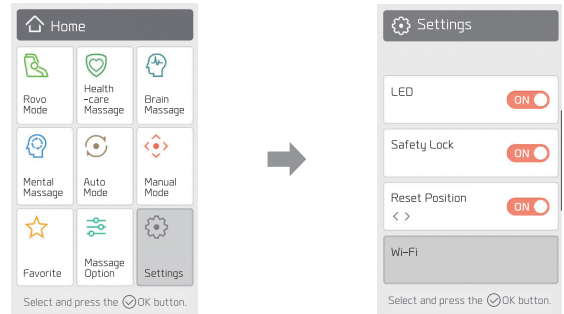 Home
Rovo
Mode
Health
-care
Massage
Brain
Massage
Mental
Massage
Auto
Mode
Manual
Mode
Favorite
Massage
Option
Settings
Select and press the OK button.
Settings
LED
ON
Safety Lock
ON
Reset Position
< >
ON
Wi-Fi
Select and press the OK button.